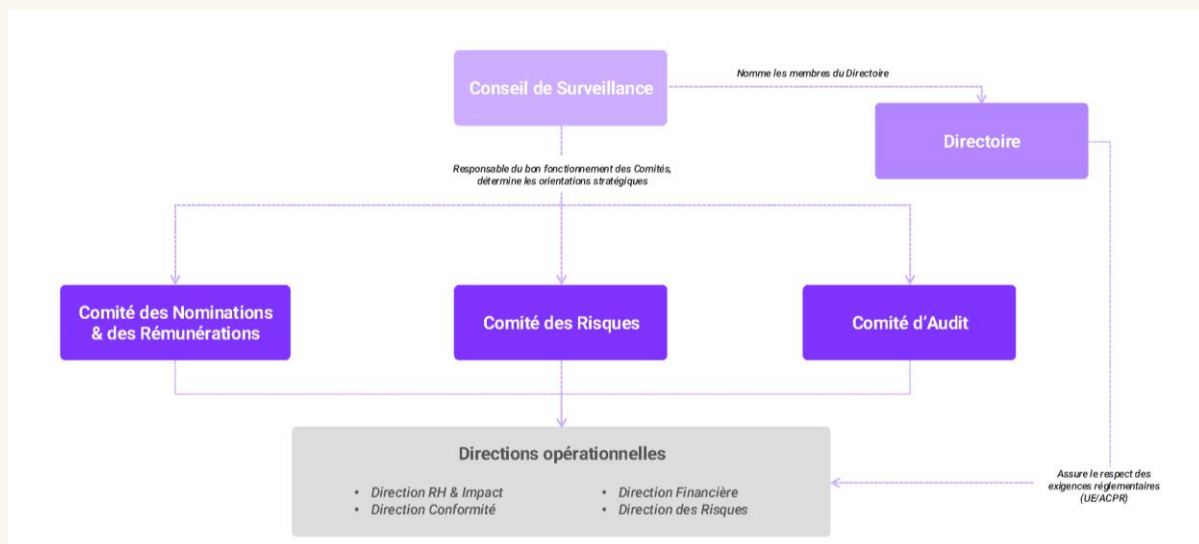 Conseil de Surveillance
Nomme les membres du Directoire
Directoire
Responsable du bon fonctionnement des Comités,
détermine les orientations stratégiques
Comité des Nominations
& des Rémunérations
Comité des Risques
Comité d'Audit
Directions opérationnelles
• Direction RH & Impact
• Direction Conformité
• Direction Financière
• Direction des Risques
Assure le respect des
exigences réglementaires
(UE/ACPR)